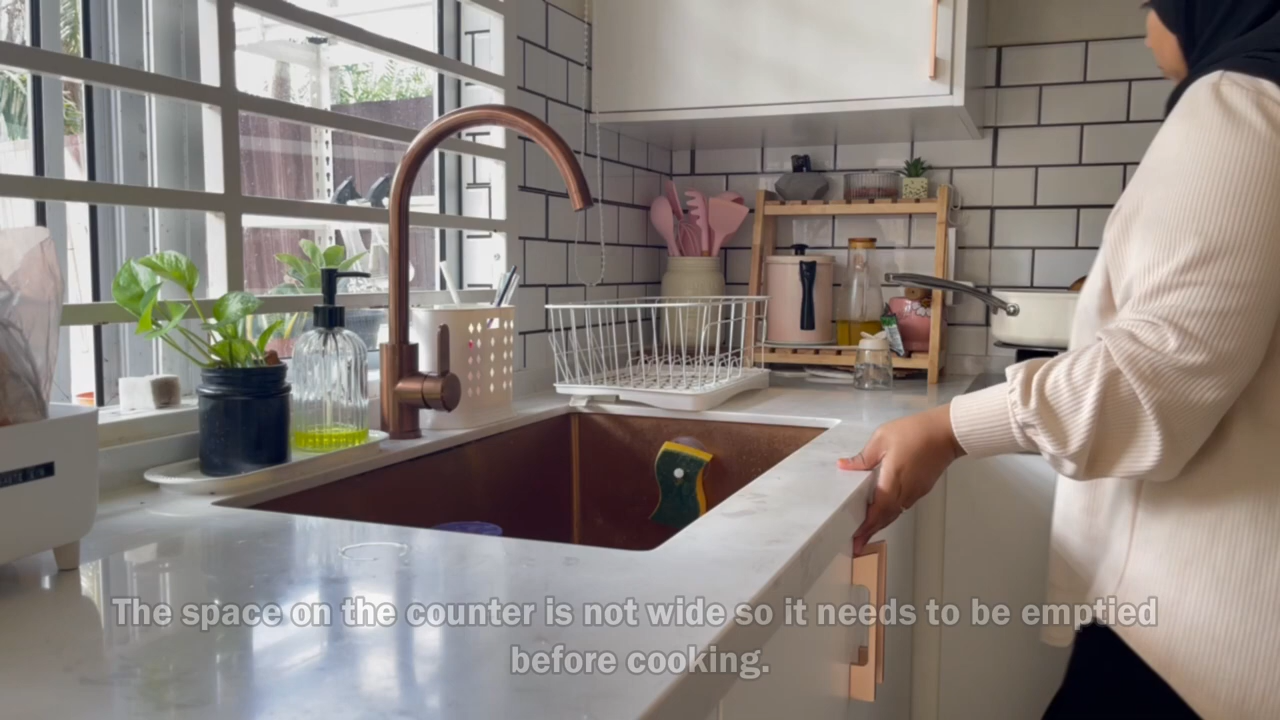 The space on the counter is not wide so it needs to be emptied
before cooking.